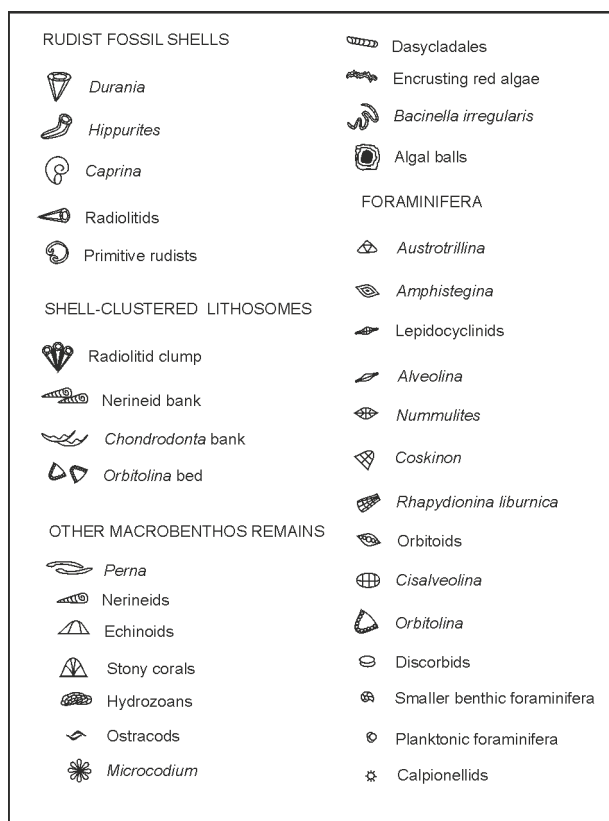 RUDIST FOSSIL SHELLS
Durania
Hippurites
Caprina
Radiolitids
Primitive rudists
SHELL-CLUSTERED LITHOSOMES
Radiolitid clump
Nerineid bank
Chondrodonta bank
Orbitolina bed
OTHER MACROBENTHOS REMAINS
Perna
Nerineids
Echinoids
Stony corals
Hydrozoans
Ostracods
Microcodium
Dasycladales
Encrusting red algae
Bacinella irregularis
Algal balls
FORAMINIFERA
Austrotrillina
Amphistegina
Lepidocyclinids
Alveolina
Nummulites
Coskinon
Rhapydionina liburnica
Orbitoids
Cisalveolina
Orbitolina
Discorbids
Smaller benthic foraminifera
Planktonic foraminifera
Calpionellids